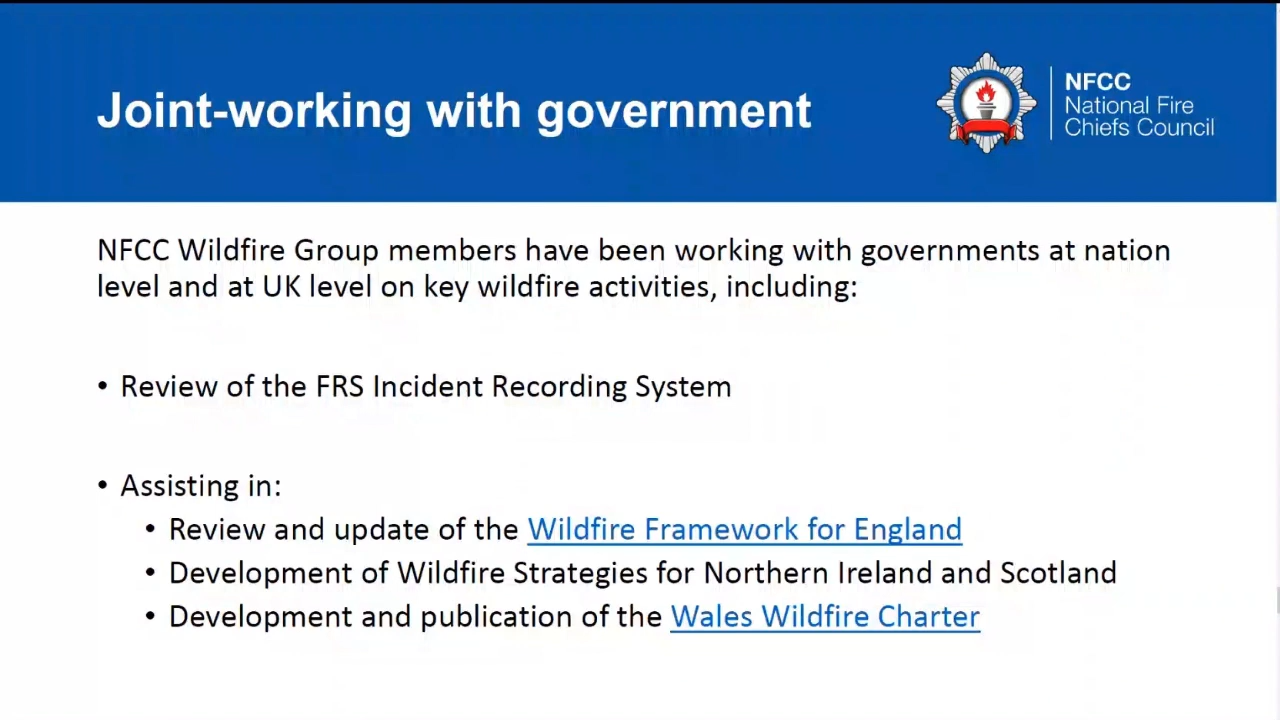 Joint-working with government
NFCC
National Fire
Chiefs Council
NFCC Wildfire Group members have been working with governments at nation
level and at UK level on key wildfire activities, including:
• Review of the FRS Incident Recording System
• Assisting in:
• Review and update of the Wildfire Framework for England
• Development of Wildfire Strategies for Northern Ireland and Scotland
• Development and publication of the Wales Wildfire Charter